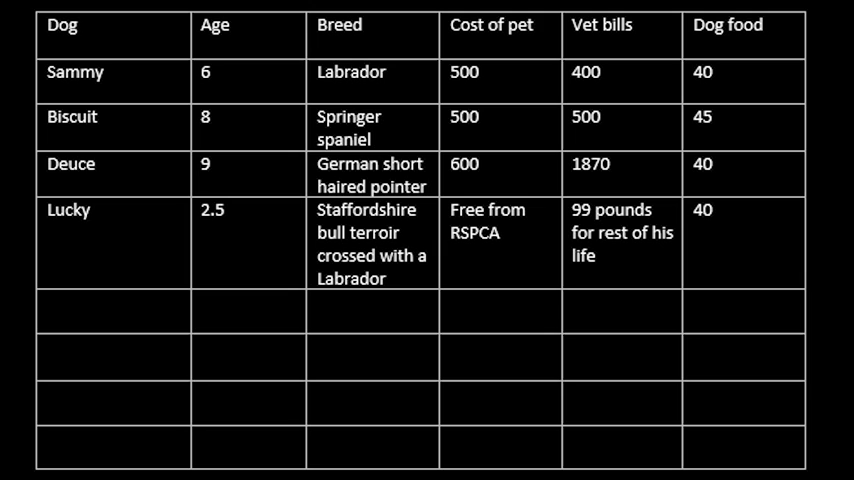 Dog Age Breed Cost of pet Vet bills Dog food
Sammy 6 Labrador 500 400 40
Biscuit 8 Springer 500 500 45
spaniel
Deuce 9 German short 600 1870 40
haired pointer
Lucky 2.5 Staffordshire Free from 99 pounds 40
bull terroir RSPCA for rest of his
crossed with a life
Labrador